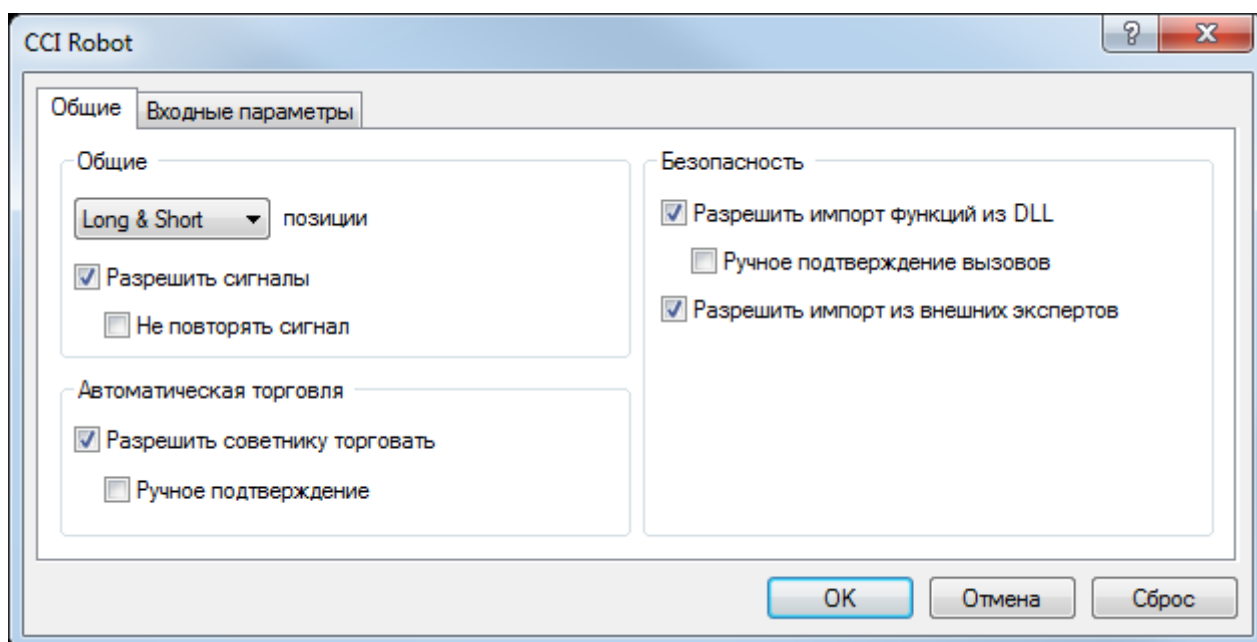 CCI Robot
Общие
Входные параметры
Общие
Long & Short позиции
Разрешить сигналы
Не повторять сигнал
Автоматическая торговля
Разрешить советнику торговать
Ручное подтверждение
Безопасность
Разрешить импорт функций из DLL
Ручное подтверждение вызовов
Разрешить импорт из внешних экспертов
OK
Отмена
Сброс